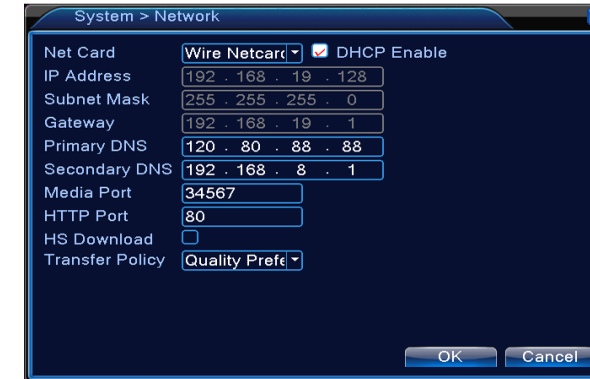 System > Network
Net Card Wire Netcard DHCP Enable
IP Address 192 . 168 . 19 . 128
Subnet Mask 255 . 255 . 255 . 0
Gateway 192 . 168 . 19 . 1
Primary DNS 120 . 80 . 88 . 88
Secondary DNS 192 . 168 . 8 . 1
Media Port 34567
HTTP Port 80
HS Download
Transfer Policy Quality Prefe
OK Cancel